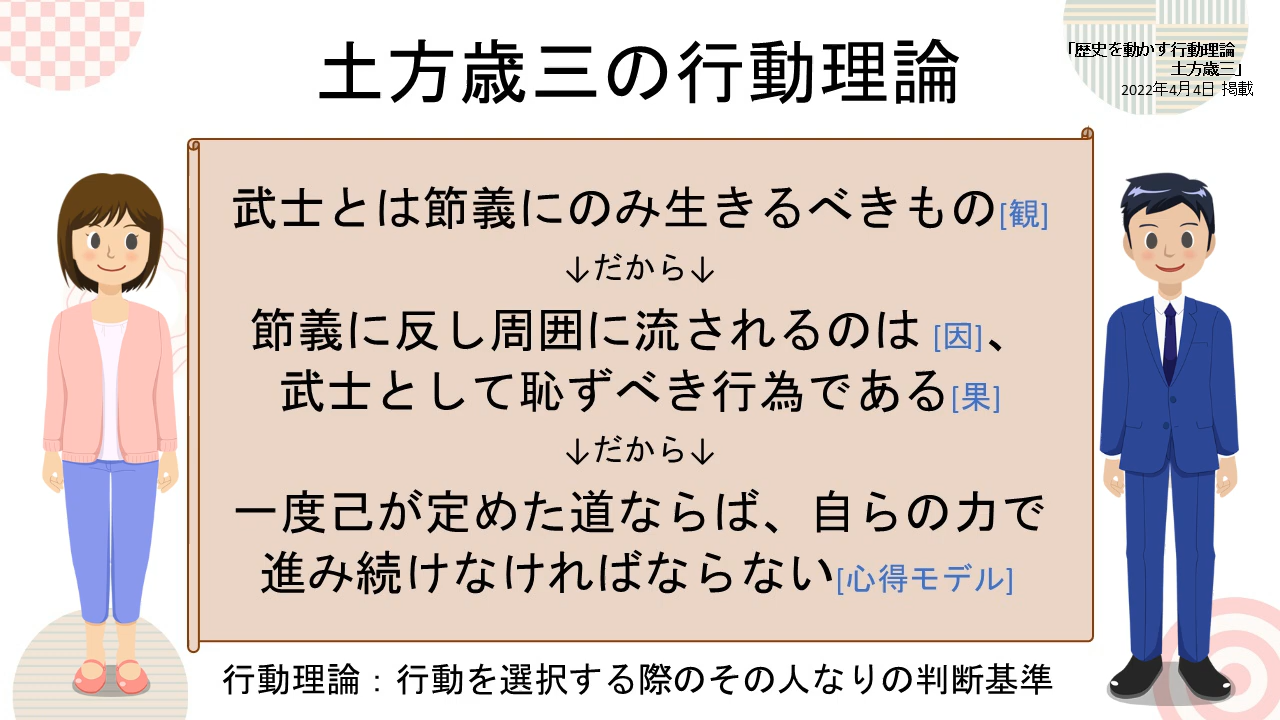 土方歳三の行動理論
「歴史を動かす行動理論
土方歳三」
2022年4月4日 掲載
武士とは節義にのみ生きるべきもの[観]
↓だから↓
節義に反し周囲に流されるのは [因]、
武士として恥ずべき行為である[果]
↓だから↓
一度己が定めた道ならば、自らの力で
進み続けなければならない[心得モデル]
行動理論：行動を選択する際のその人なりの判断基準